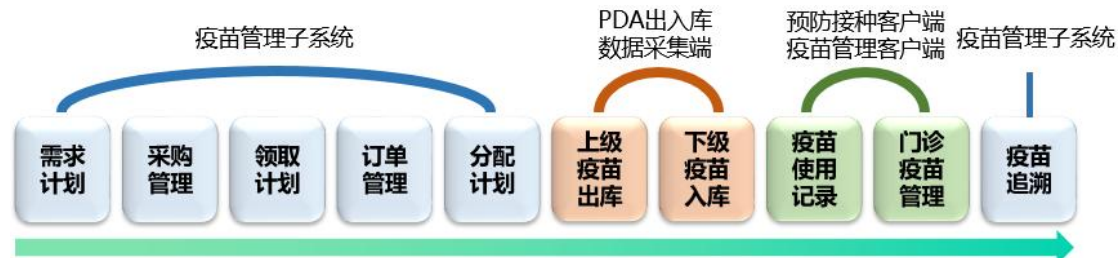 疫苗管理子系统
PDA出入库
数据采集端
预防接种客户端
疫苗管理客户端
疫苗管理子系统
需求
计划
采购
管理
领取
计划
订单
管理
分配
计划
上级
疫苗
出库
下级
疫苗
入库
疫苗
使用
记录
门诊
疫苗
管理
疫苗
追溯